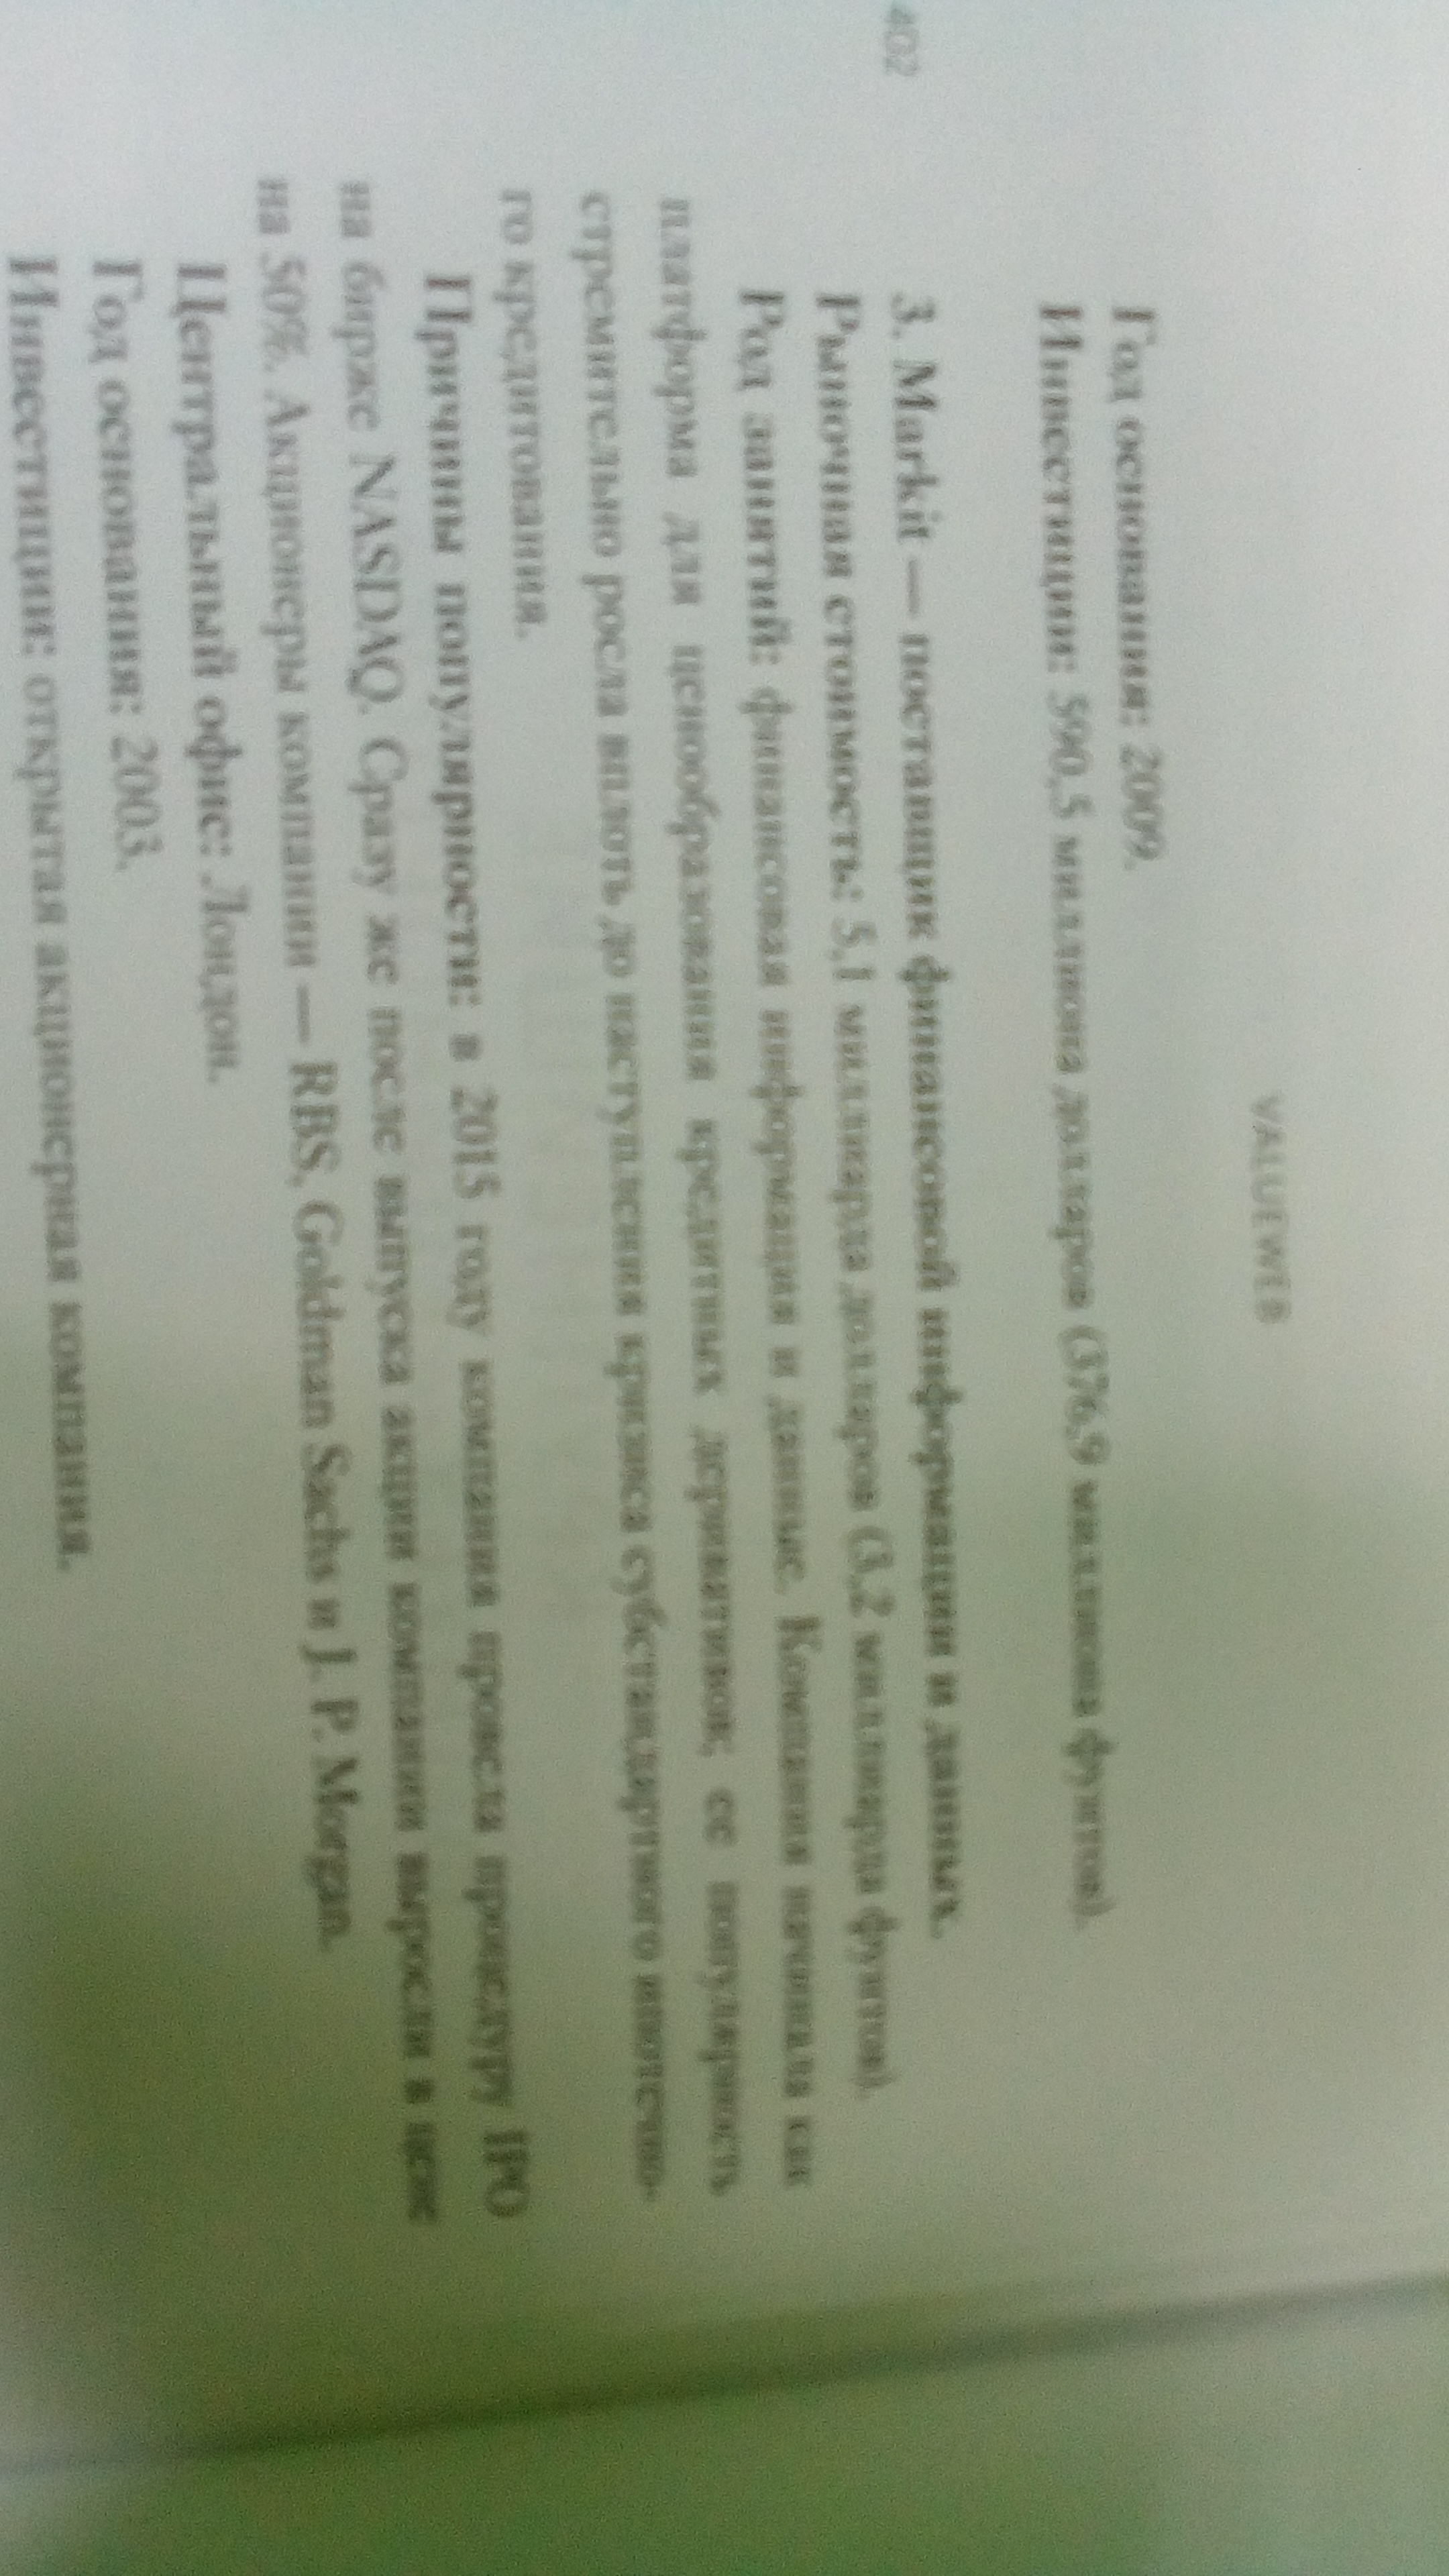 VALUEWEB
Год основания: 2009.
Инвестиции: 590,5 миллиона долларов (376,9 миллиона фунтов).
3. Markit — поставщик финансовой информации и данных.
402
Рыночная стоимость: 5,1 миллиарда долларов (3,2 миллиарда фунтов).
Род занятий: финансовая информация и данные. Компания начинала как
платформа для ценообразования кредитных деривативов; ее популярность
стремительно росла вплоть до наступления кризиса субстандартного ипотечно-
го кредитования.
Причины популярности: в 2015 году компания провела процедуру IPO
на бирже NASDAQ. Сразу же после выпуска акции компании выросли в цене
на 50%. Акционеры компании — RBS, Goldman Sachs и J. P. Morgan.
Центральный офис: Лондон.
Год основания: 2003.
Инвестиции: открытая акционерная компания.